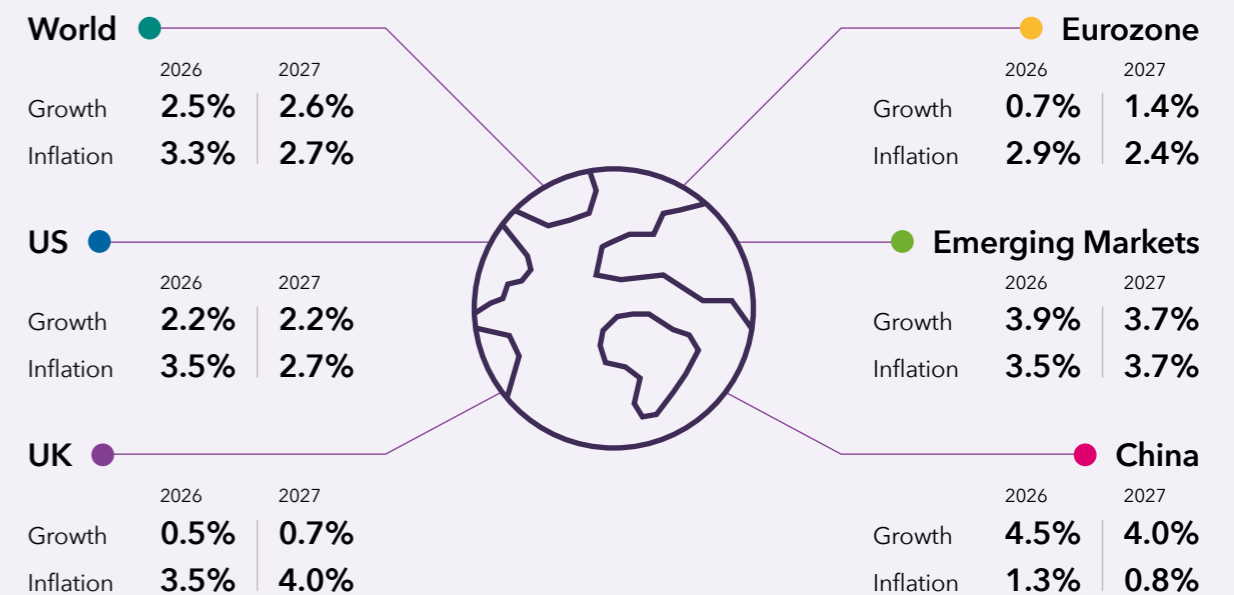 World
2026 2027
Growth 2.5% 2.6%
Inflation 3.3% 2.7%
US
2026 2027
Growth 2.2% 2.2%
Inflation 3.5% 2.7%
UK
2026 2027
Growth 0.5% 0.7%
Inflation 3.5% 4.0%
Eurozone
2026 2027
Growth 0.7% 1.4%
Inflation 2.9% 2.4%
Emerging Markets
2026 2027
Growth 3.9% 3.7%
Inflation 3.5% 3.7%
China
2026 2027
Growth 4.5% 4.0%
Inflation 1.3% 0.8%